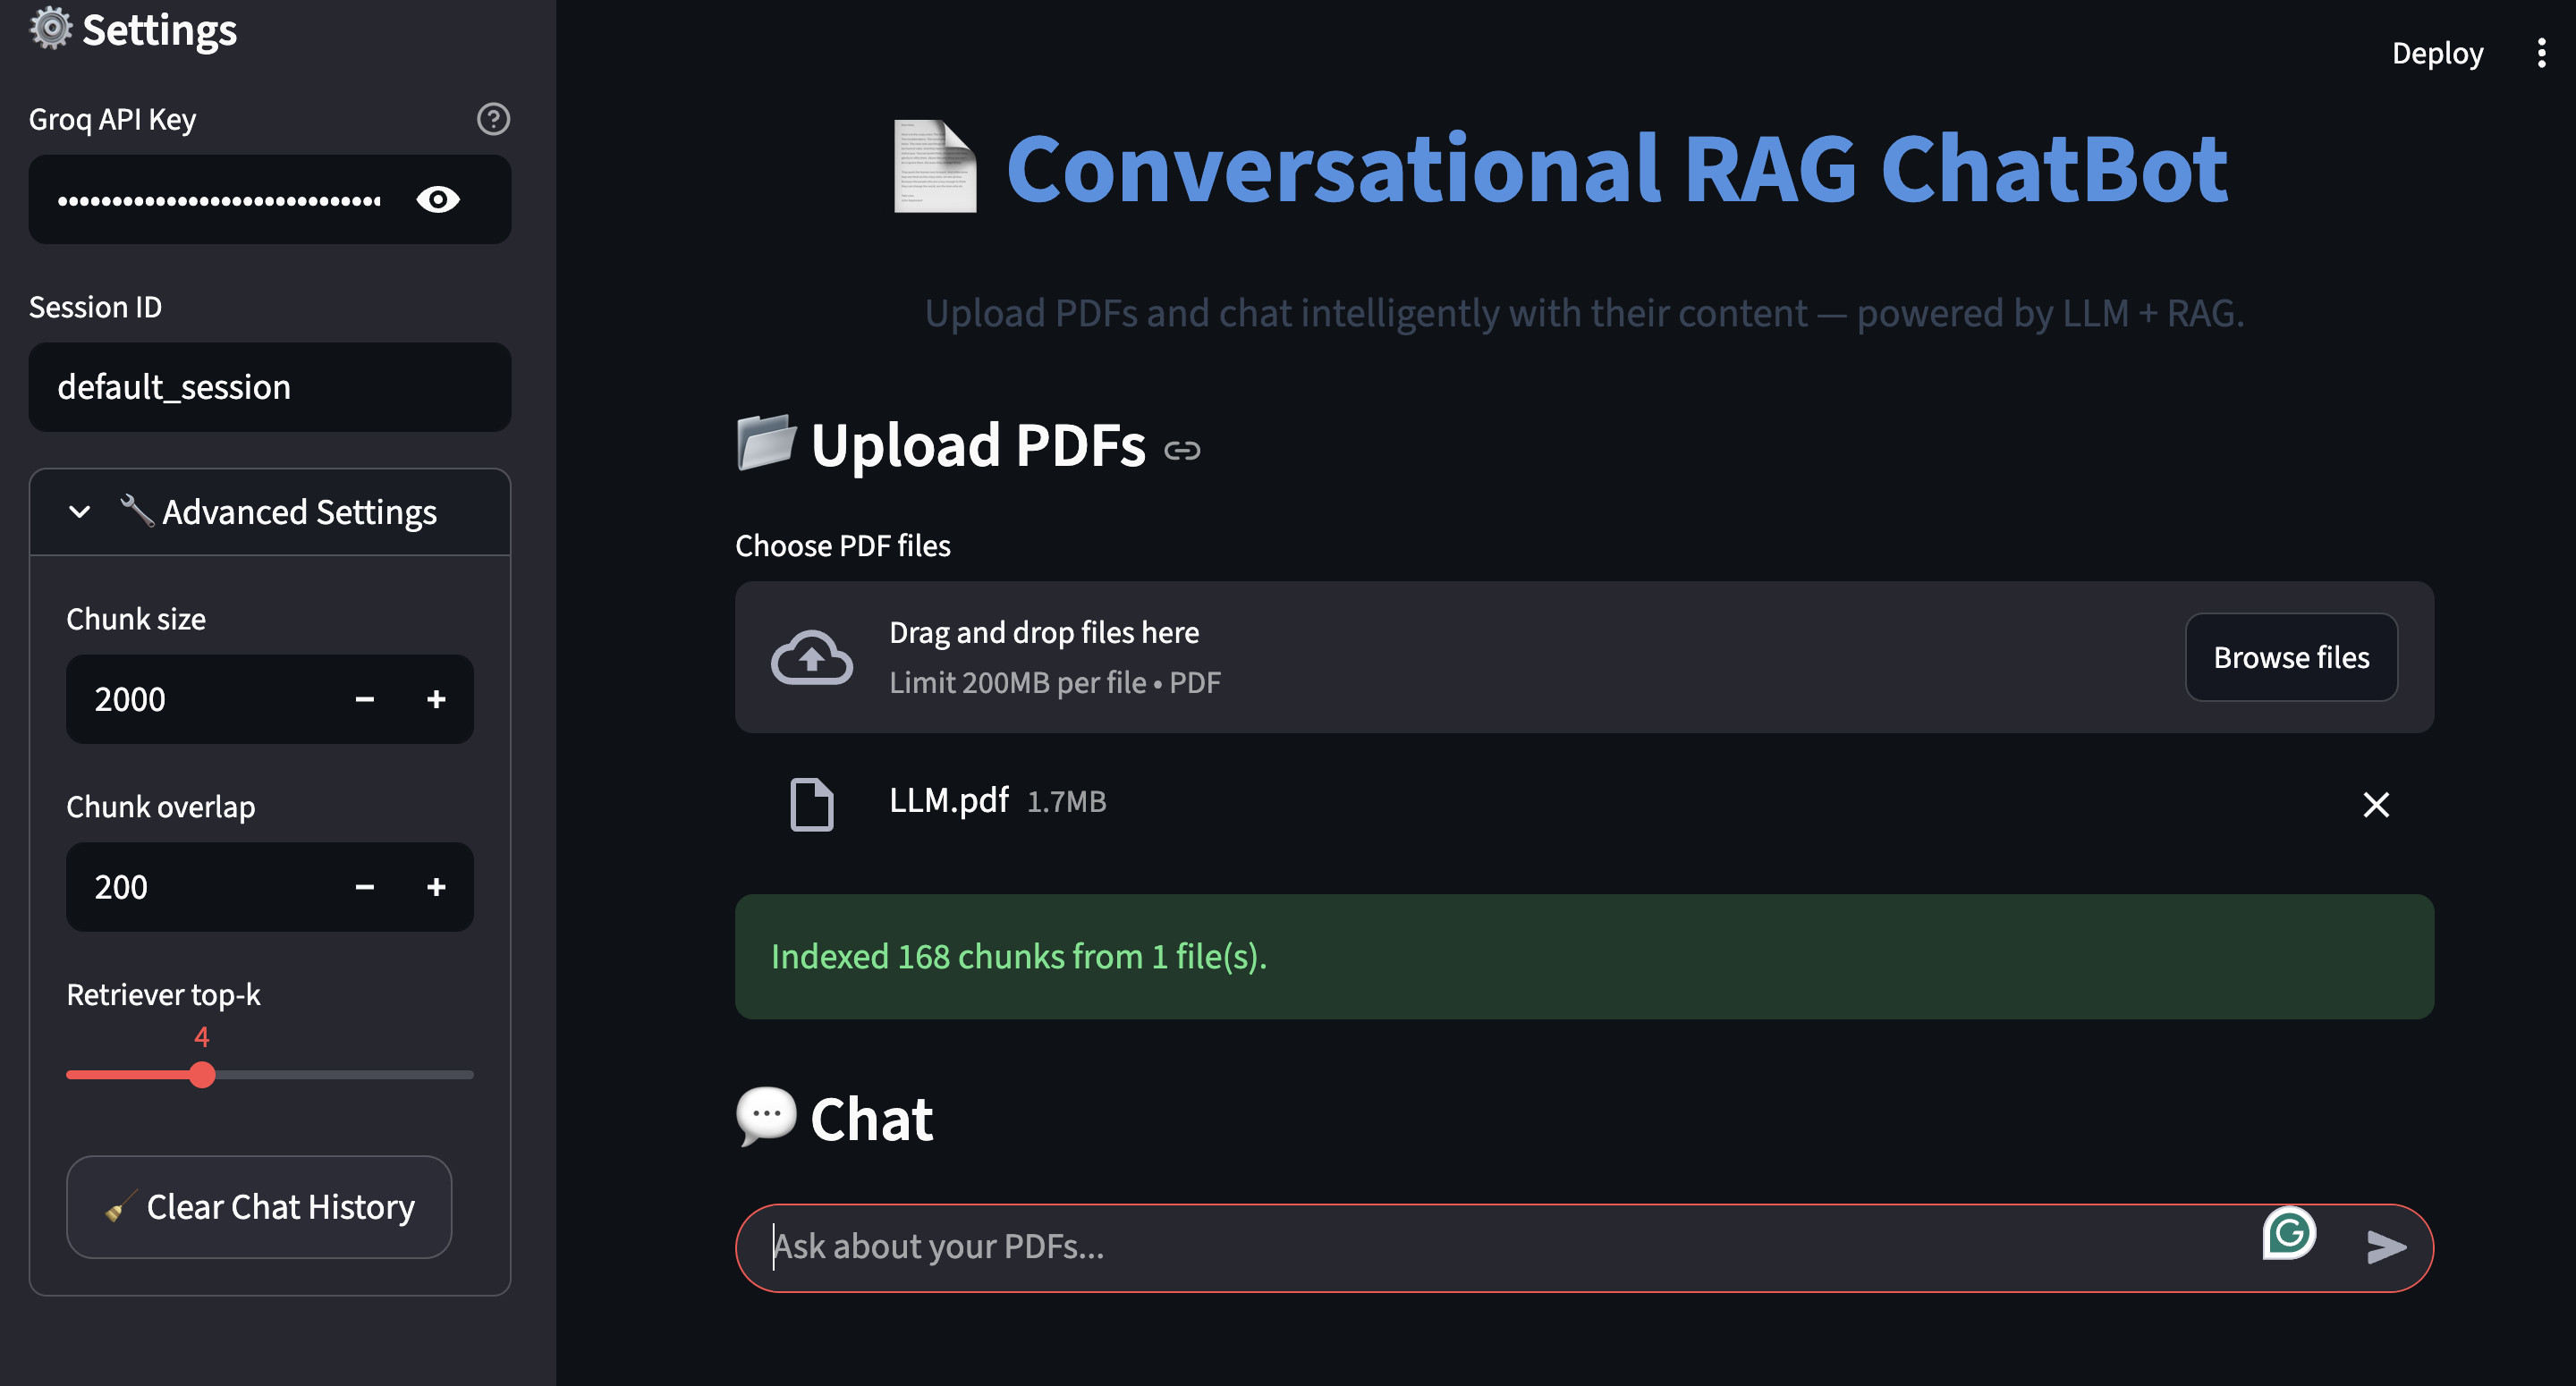 Settings
Groq API Key
Session ID
default_session
Advanced Settings
Chunk size
2000
Chunk overlap
200
Retriever top-k
4
Clear Chat History
Deploy
Conversational RAG ChatBot
Upload PDFs and chat intelligently with their content — powered by LLM + RAG.
Upload PDFs
Choose PDF files
Drag and drop files here
Limit 200MB per file • PDF
Browse files
LLM.pdf 1.7MB
Indexed 168 chunks from 1 file(s).
Chat
Ask about your PDFs...